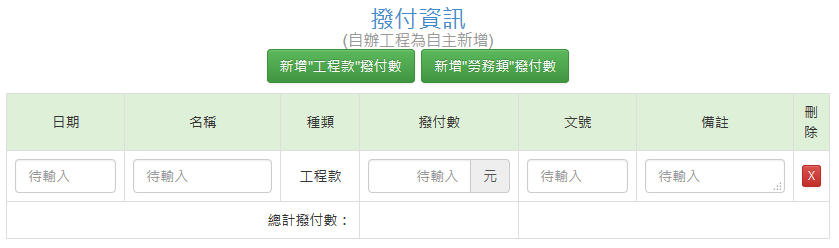 撥付資訊
(自辦工程為自主新增)
新增"工程款"撥付數 新增"勞務類"撥付數
日期 名稱 種類 撥付數 文號 備註 刪除
待輸入 待輸入 工程款 待輸入 元 待輸入 待輸入 X
總計撥付數：